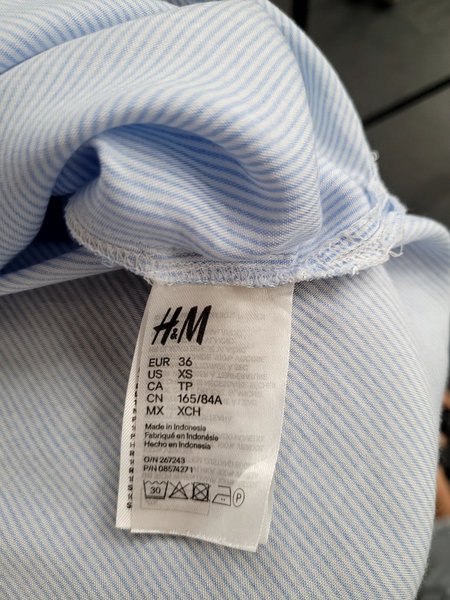 H&M
EUR 36
US XS
CA TP
CN 165/84A
MX XCH
Made in Indonesia
Fabriqué en Indonésie
Hecho en Indonesia
O/N 267243
P/N 08574271
30 P